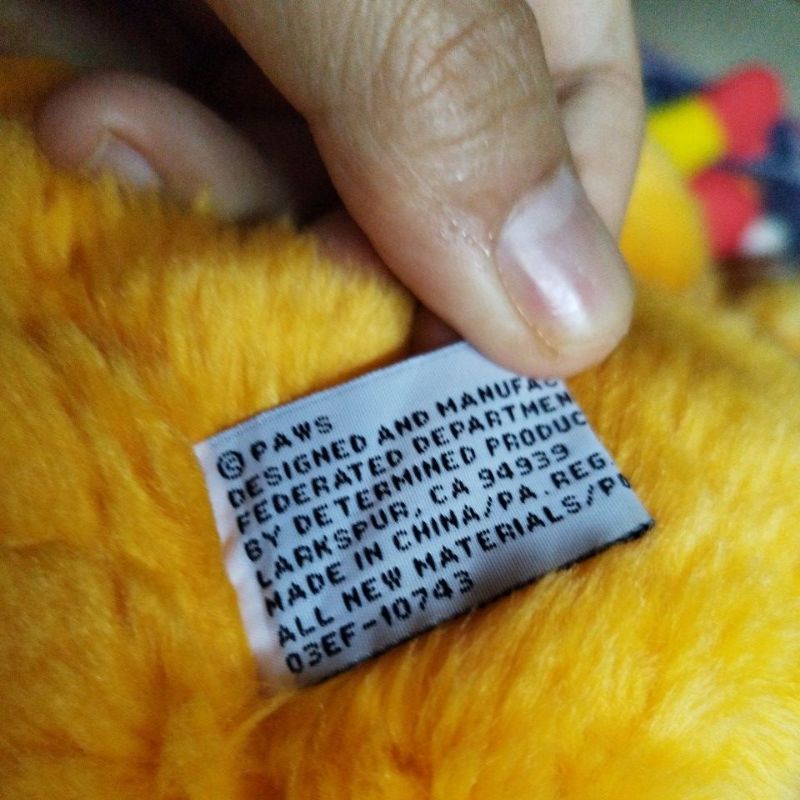 © PAWS
DESIGNED AND MANUFAC
FEDERATED DEPARTMEN
BY DETERMINED PRODUC
LARKSPUR, CA 94939
MADE IN CHINA/PA.REG.
ALL NEW MATERIALS/PO
03EF-10743